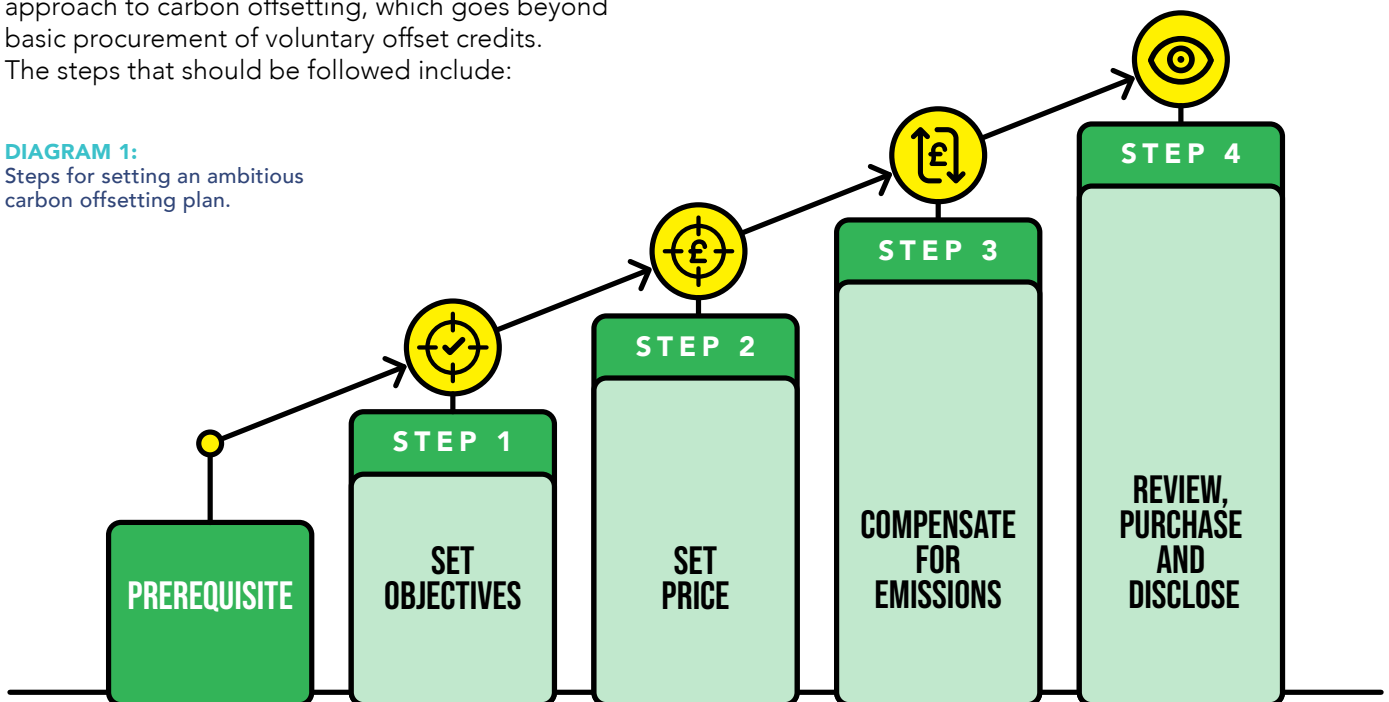 approach to carbon offsetting, which goes beyond
basic procurement of voluntary offset credits.
The steps that should be followed include:
DIAGRAM 1:
Steps for setting an ambitious
carbon offsetting plan.
PREREQUISITE
STEP 1
SET
OBJECTIVES
£
STEP 2
SET
PRICE
£
STEP 3
COMPENSATE
FOR
EMISSIONS
STEP 4
REVIEW,
PURCHASE
AND
DISCLOSE